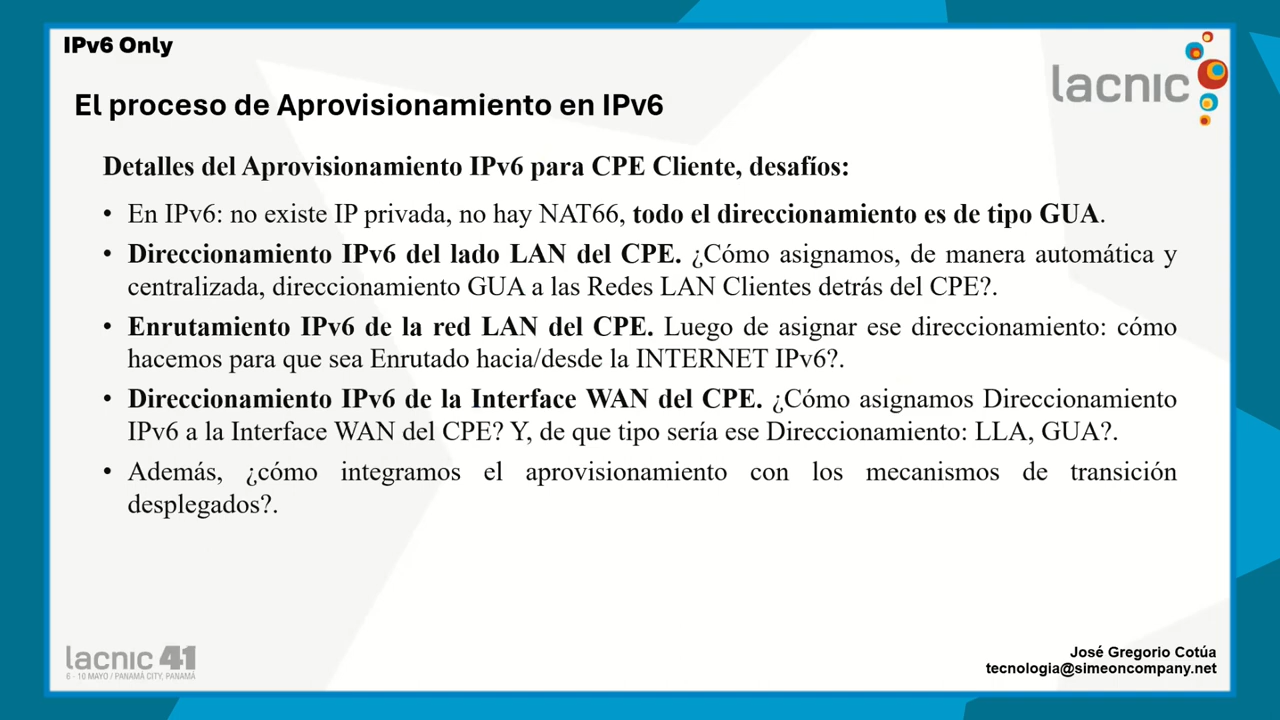 IPv6 Only
lacnic
El proceso de Aprovisionamiento en IPv6
Detalles del Aprovisionamiento IPv6 para CPE Cliente, desafíos:
• En IPv6: no existe IP privada, no hay NAT66, todo el direccionamiento es de tipo GUA.
• Direccionamiento IPv6 del lado LAN del CPE. ¿Cómo asignamos, de manera automática y
centralizada, direccionamiento GUA a las Redes LAN Clientes detrás del CPE?.
• Enrutamiento IPv6 de la red LAN del CPE. Luego de asignar ese direccionamiento: cómo
hacemos para que sea Enrutado hacia/desde la INTERNET IPv6?.
• Direccionamiento IPv6 de la Interface WAN del CPE. ¿Cómo asignamos Direccionamiento
IPv6 a la Interface WAN del CPE? Y, de que tipo sería ese Direccionamiento: LLA, GUA?.
• Además, ¿cómo integramos el aprovisionamiento con los mecanismos de transición
desplegados?.
lacnic 41
6 - 10 MAYO / PANAMÁ CITY, PANAMÁ
José Gregorio Cotúa
tecnologia@simeoncompany.net